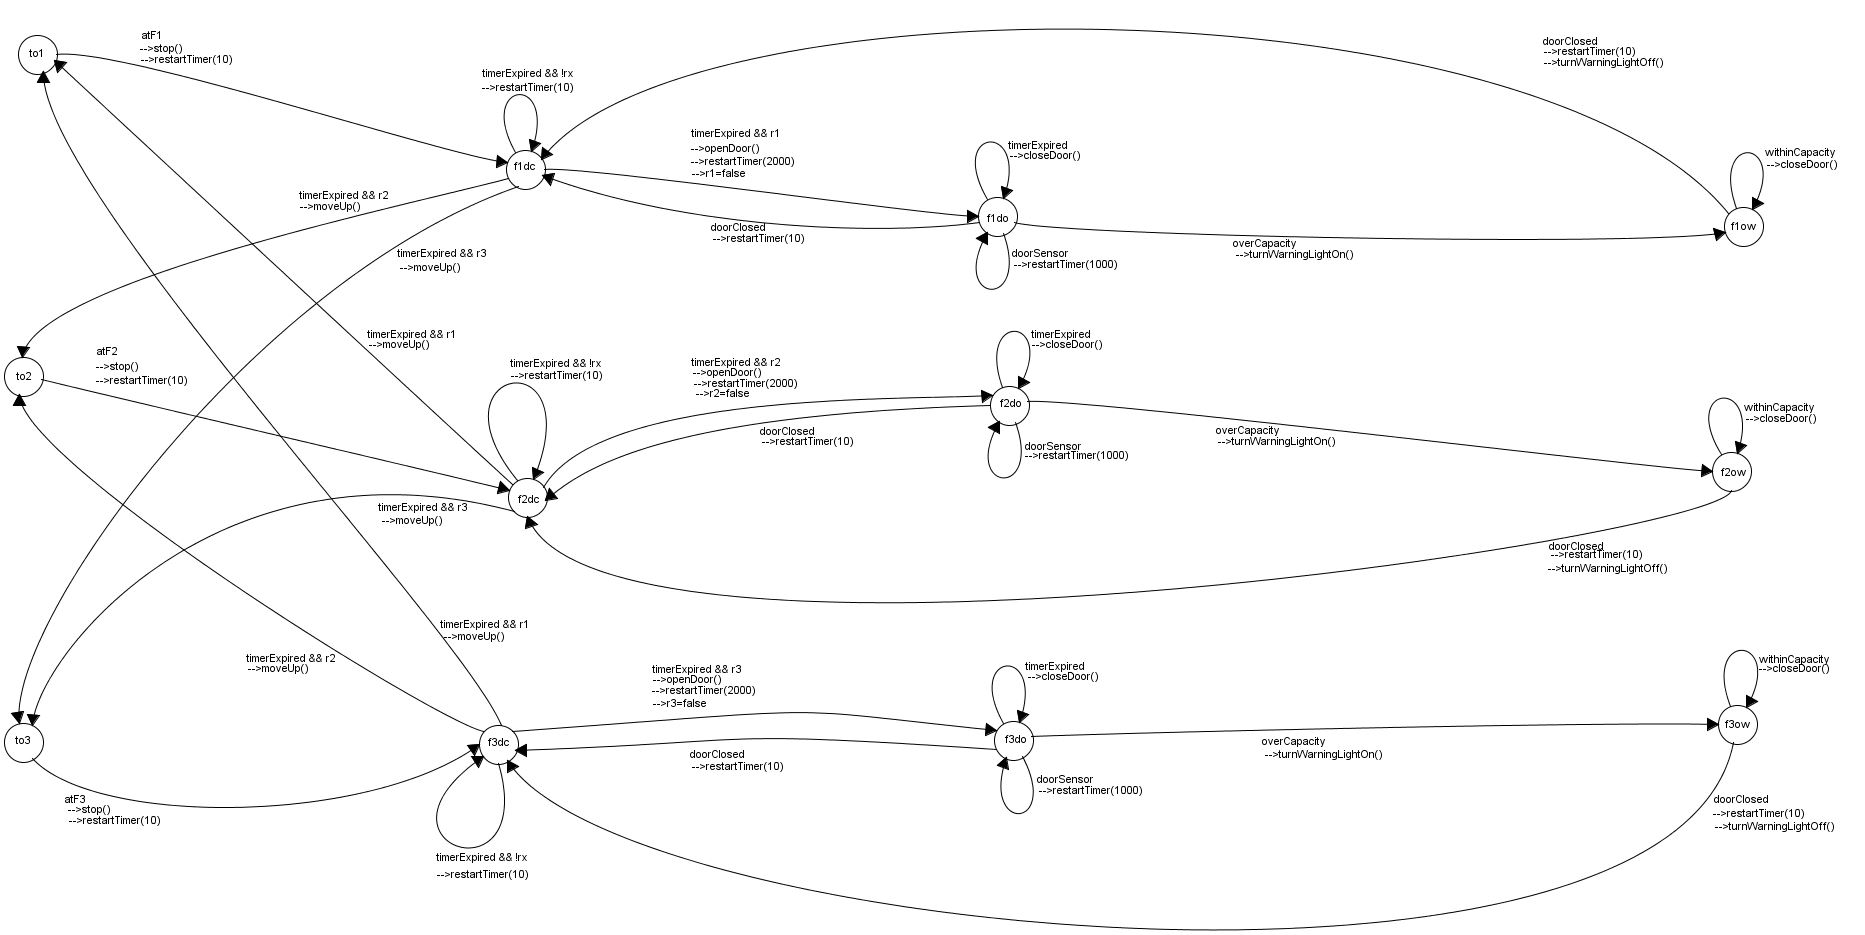 to1
atF1
-->stop()
-->restartTimer(10)
timerExpired && !rx
-->restartTimer(10)
doorClosed
-->restartTimer(10)
-->turnWarningLightOff()
f1dc
timerExpired && r1
-->openDoor()
-->restartTimer(2000)
-->r1=false
timerExpired
-->closeDoor()
withinCapacity
-->closeDoor()
timerExpired && r2
-->moveUp()
f1do
f1ow
doorClosed
-->restartTimer(10)
timerExpired && r3
-->moveUp()
doorSensor
-->restartTimer(1000)
overCapacity
-->turnWarningLightOn()
timerExpired && r1
-->moveUp()
to2
atF2
-->stop()
-->restartTimer(10)
timerExpired && !rx
-->restartTimer(10)
timerExpired && r2
-->openDoor()
-->restartTimer(2000)
-->r2=false
timerExpired
-->closeDoor()
f2do
withinCapacity
-->closeDoor()
doorClosed
-->restartTimer(10)
doorSensor
-->restartTimer(1000)
overCapacity
-->turnWarningLightOn()
f2ow
f2dc
timerExpired && r3
-->moveUp()
doorClosed
-->restartTimer(10)
-->turnWarningLightOff()
timerExpired && r1
-->moveUp()
timerExpired && r2
-->moveUp()
timerExpired && r3
-->openDoor()
-->restartTimer(2000)
-->r3=false
timerExpired
-->closeDoor()
withinCapacity
-->closeDoor()
to3
f3dc
f3do
f3ow
doorClosed
-->restartTimer(10)
overCapacity
-->turnWarningLightOn()
doorSensor
-->restartTimer(1000)
atF3
-->stop()
-->restartTimer(10)
doorClosed
-->restartTimer(10)
-->turnWarningLightOff()
timerExpired && !rx
-->restartTimer(10)